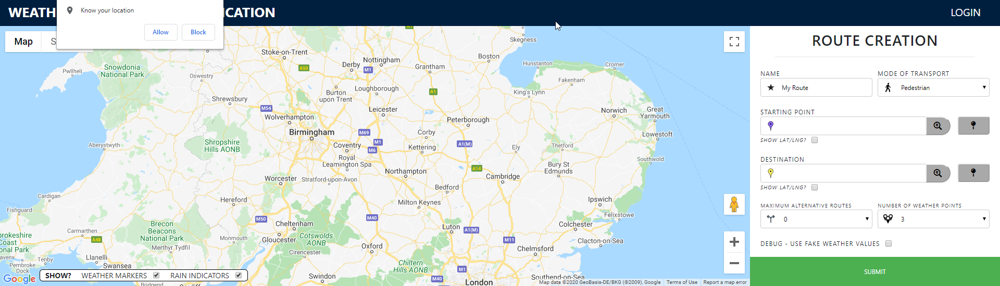 WEATH
ICATION
LOGIN
Know your location
Allow
Block
Map
S
ROUTE CREATION
NAME
MODE OF TRANSPORT
My Route
Pedestrian
STARTING POINT
SHOW LAT/LNG?
DESTINATION
SHOW LAT/LNG?
MAXIMUM ALTERNATIVE ROUTES
NUMBER OF WEATHER POINTS
0
3
DEBUG - USE FAKE WEATHER VALUES
SUBMIT
Skegness
Stoke-on-Trent
Boston
Nottingham
Derby
Grantham
Hunstanton
Cromer
A50
M1
A1
Pwllheli
Snowdonia
National Park
Oswestry
Fakenham
Loughborough
King's Lynn
Burton
upon Trent
Shrewsbury
A1
M54
Leicester
Norwich
Great
Yarmouth
Wolverhampton
Peterborough
Birmingham
M69
Corby
Lowestoft
Shropshire
Hills AONB
M1
A1(M)
Aberystwyth
Coventry
M6
Kettering
Ely
Thetford
Royal
Leamington Spa
Southwold
Northampton
A14
Bury St
Edmunds
Worcester
Stratford-upon-Avon
Cambridge
Bedford
Cardigan
Hereford
Milton Keynes
Ipswich
Fishguard
M50
M40
Felixstowe
Brecon
Beacons
National Park
Cheltenham
Luton
A1(M)
Colchester
Carmarthen
brokeshire
Coast
onal Park
A48
Monmouth
Gloucester
Cotswolds
AONB
M11
Clacton-on-Sea
Merthyr Tydfil
Oxford
Chelmsford
aven
Tenby
Llanelli
Cirencester
Pembroke
Dock
Swansea
Chiltern
Hills AONB
M1
Swindon
M40
Southend-on-Sea
London
Bridgend
Cardiff
Google
SHOW?
WEATHER MARKERS
RAIN INDICATORS
Map data ©2020 GeoBasis-DE/BKG (©2009), Google
Terms of Use
Report a map error